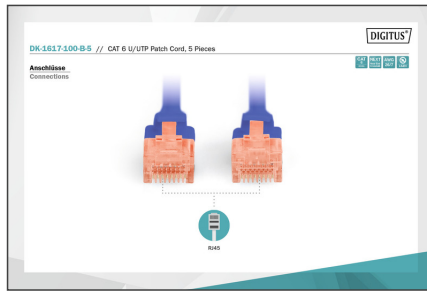 DIGITUS®
DK-1617-100-B-5 // CAT 6 U/UTP Patch Cord, 5 Pieces
Anschlüsse
Connections
RJ45